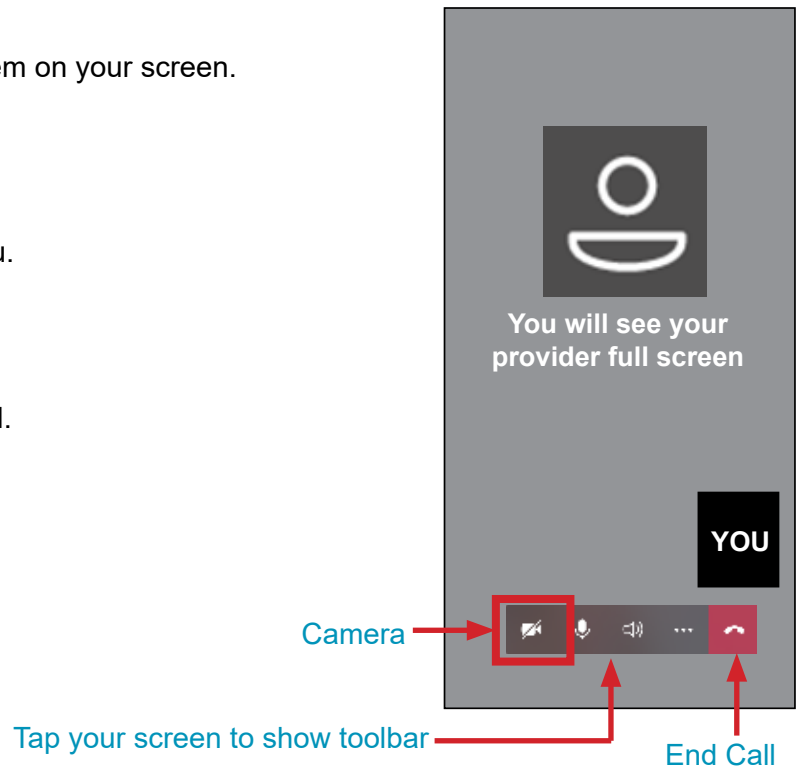 em on your screen.
u.
l.
You will see your
provider full screen
YOU
Camera
Tap your screen to show toolbar
End Call